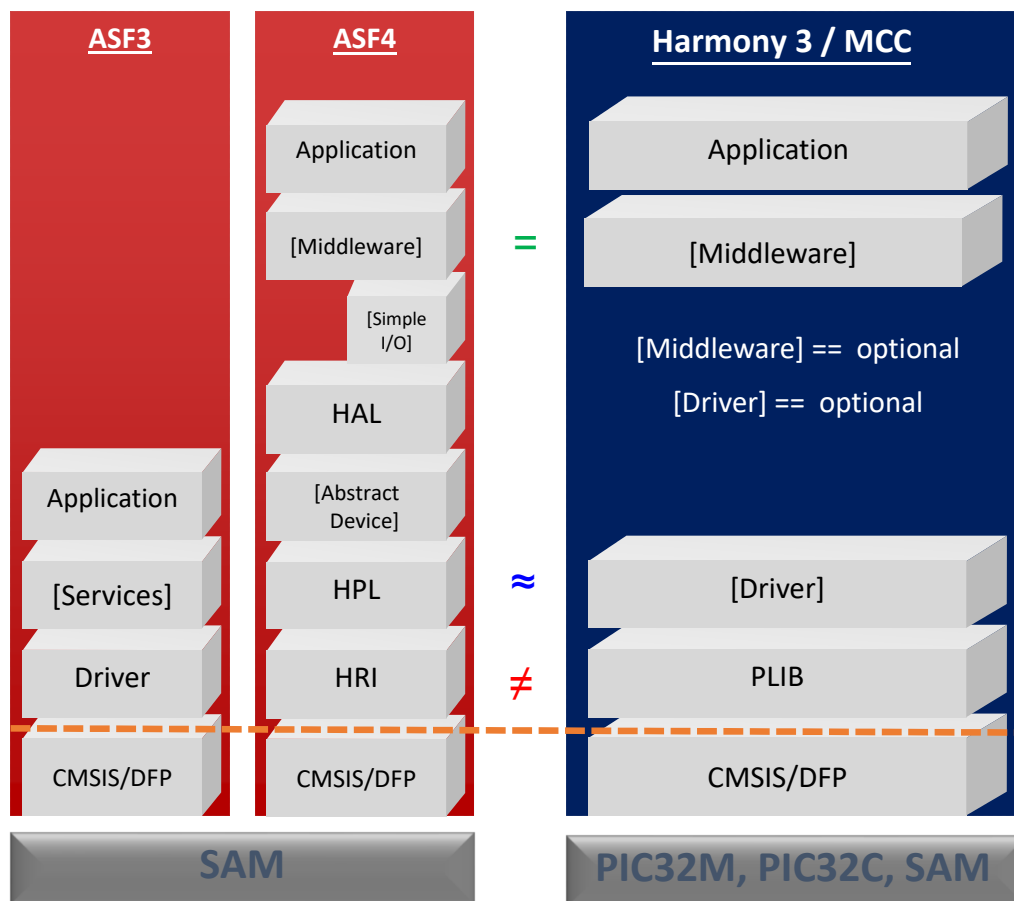 ASF3
Application
[Services]
Driver
CMSIS/DFP
ASF4
Application
[Middleware]
[Simple
I/O]
HAL
[Abstract
Device]
HPL
HRI
CMSIS/DFP
SAM
=
≈
≠
Harmony 3 / MCC
Application
[Middleware]
[Middleware] == optional
[Driver] == optional
[Driver]
PLIB
CMSIS/DFP
PIC32M, PIC32C, SAM